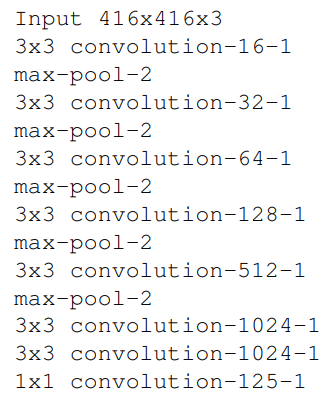 Input 416x416x3
3x3 convolution-16-1
max-pool-2
3x3 convolution-32-1
max-pool-2
3x3 convolution-64-1
max-pool-2
3x3 convolution-128-1
max-pool-2
3x3 convolution-512-1
max-pool-2
3x3 convolution-1024-1
3x3 convolution-1024-1
1x1 convolution-125-1